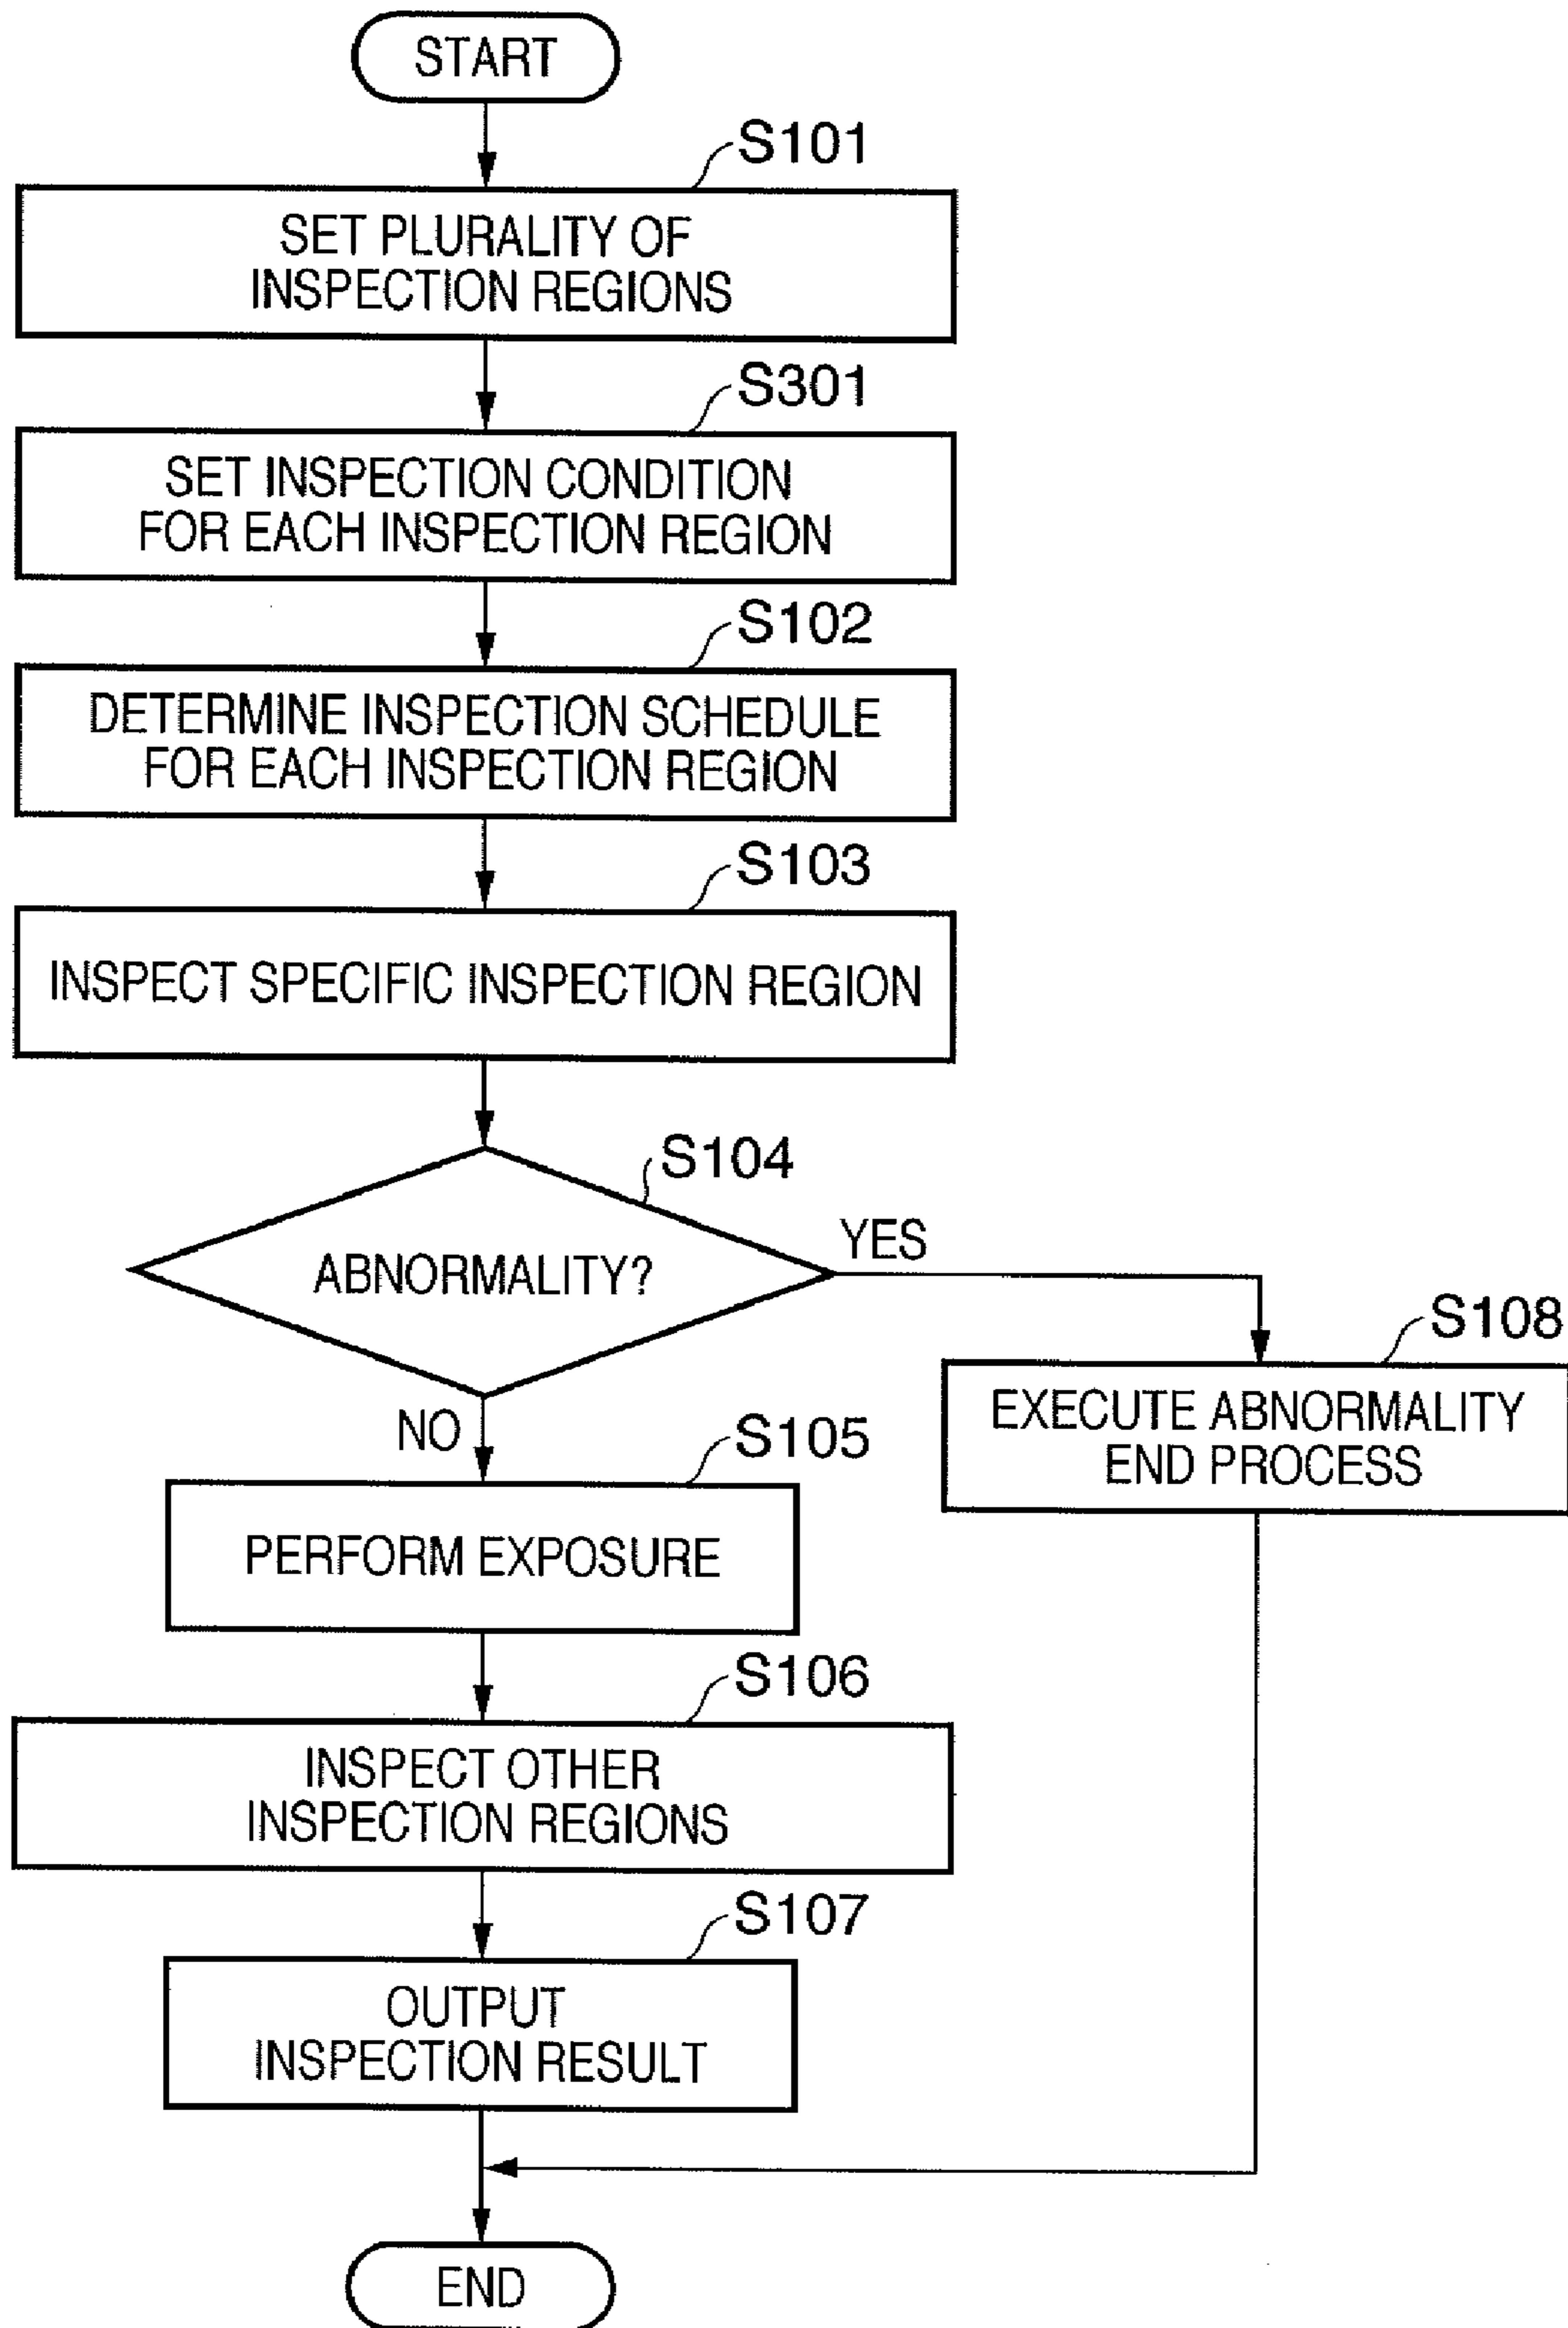 START
S101
SET PLURALITY OF
INSPECTION REGIONS
S301
SET INSPECTION CONDITION
FOR EACH INSPECTION REGION
S102
DETERMINE INSPECTION SCHEDULE
FOR EACH INSPECTION REGION
S103
INSPECT SPECIFIC INSPECTION REGION
S104
ABNORMALITY?
YES
S108
EXECUTE ABNORMALITY
END PROCESS
NO
S105
PERFORM EXPOSURE
S106
INSPECT OTHER
INSPECTION REGIONS
S107
OUTPUT
INSPECTION RESULT
END